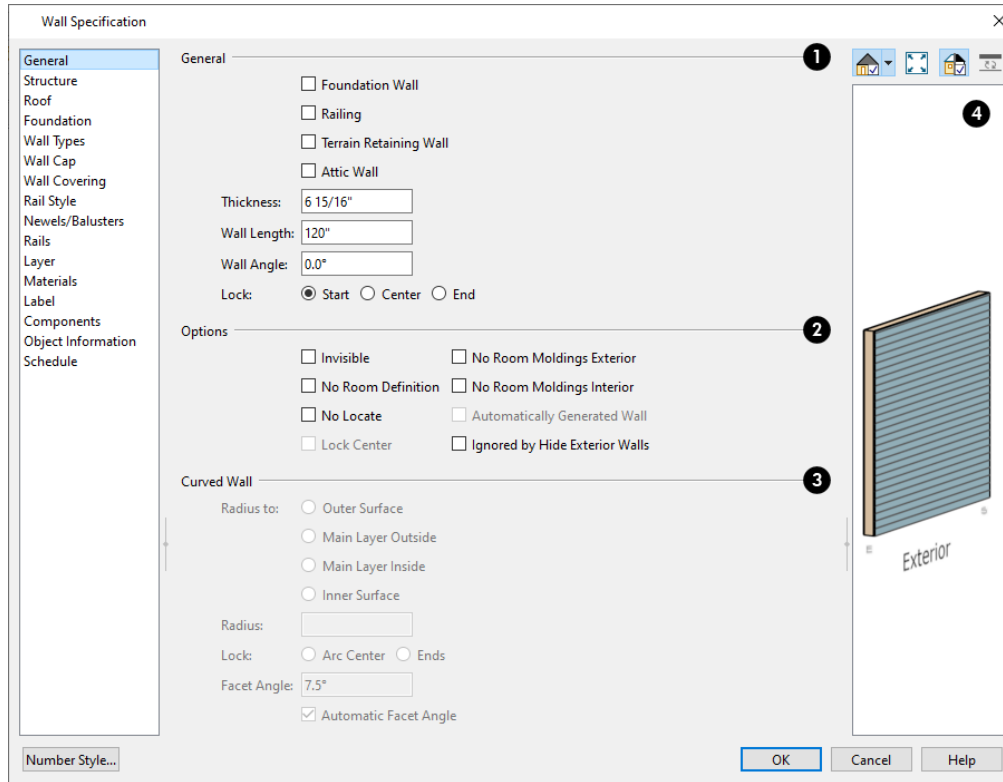 Wall Specification
General
Structure
Roof
Foundation
Wall Types
Wall Cap
Wall Covering
Rail Style
Newels/Balusters
Rails
Layer
Materials
Label
Components
Object Information
Schedule
General 1
Foundation Wall
Railing
Terrain Retaining Wall
Attic Wall
Thickness: 6 15/16"
Wall Length: 120"
Wall Angle: 0.0°
Lock: Start Center End
Options 2
Invisible No Room Moldings Exterior
No Room Definition No Room Moldings Interior
No Locate Automatically Generated Wall
Lock Center Ignored by Hide Exterior Walls
Curved Wall 3
Radius to: Outer Surface
Main Layer Outside
Main Layer Inside
Inner Surface
Radius:
Lock: Arc Center Ends
Facet Angle: 7.5°
Automatic Facet Angle
4
Exterior
Number Style... OK Cancel Help